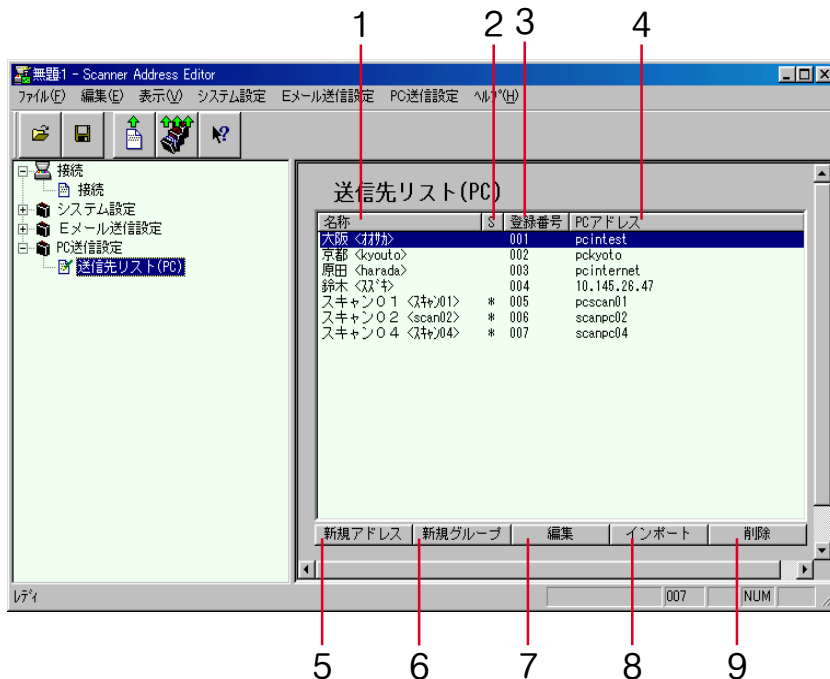 1 2 3 4
無題1 - Scanner Address Editor
ファイル(F) 編集(E) 表示(V) システム設定 Eメール送信設定 PC送信設定 ヘルプ(H)
接続
接続
システム設定
Eメール送信設定
PC送信設定
送信先リスト(PC)
送信先リスト(PC)
名称 S 登録番号 PCアドレス
大阪 <オオサカ> 001 pcintest
京都 <kyouto> 002 pckyoto
原田 <harada> 003 pcinternet
鈴木 <スズキ> 004 10.145.26.47
スキャン01 <スキャン01> * 005 pcscan01
スキャン02 <scan02> * 006 scanpc02
スキャン04 <スキャン04> * 007 scanpc04
新規アドレス 新規グループ 編集 インポート 削除
レディ 007 NUM
5 6 7 8 9